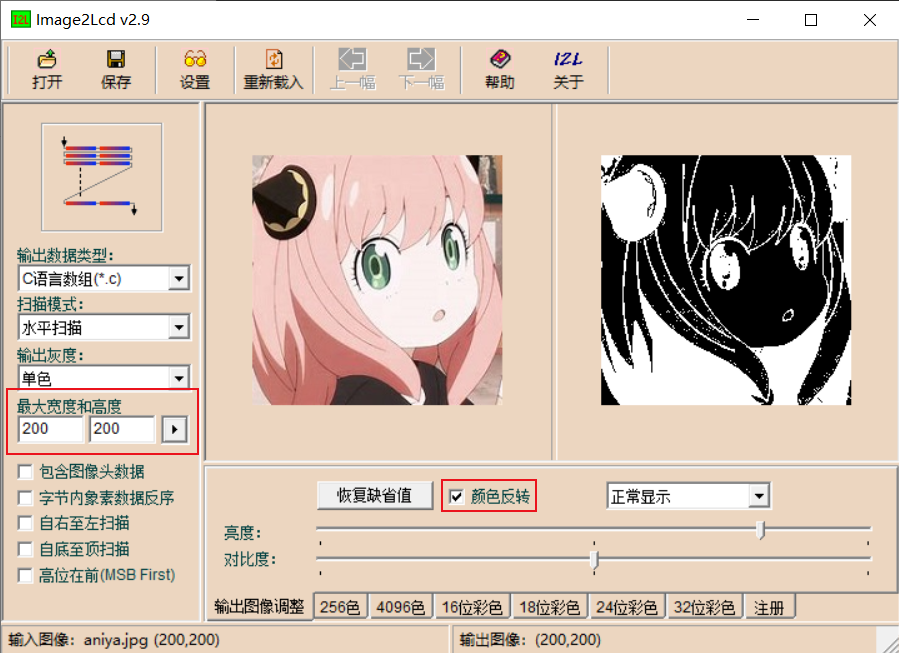 I2L Image2Lcd v2.9
打开 保存 设置 重新载入 上一幅 下一幅 帮助 I2L 关于
输出数据类型:
C语言数组(*.c)
扫描模式:
水平扫描
输出灰度:
单色
最大宽度和高度
200 200
包含图像头数据
字节内象素数据反序
自右至左扫描
自底至顶扫描
高位在前(MSB First)
恢复缺省值 颜色反转 正常显示
亮度:
对比度:
输出图像调整 256色 4096色 16位彩色 18位彩色 24位彩色 32位彩色 注册
输入图像: aniya.jpg (200,200) 输出图像: (200,200)